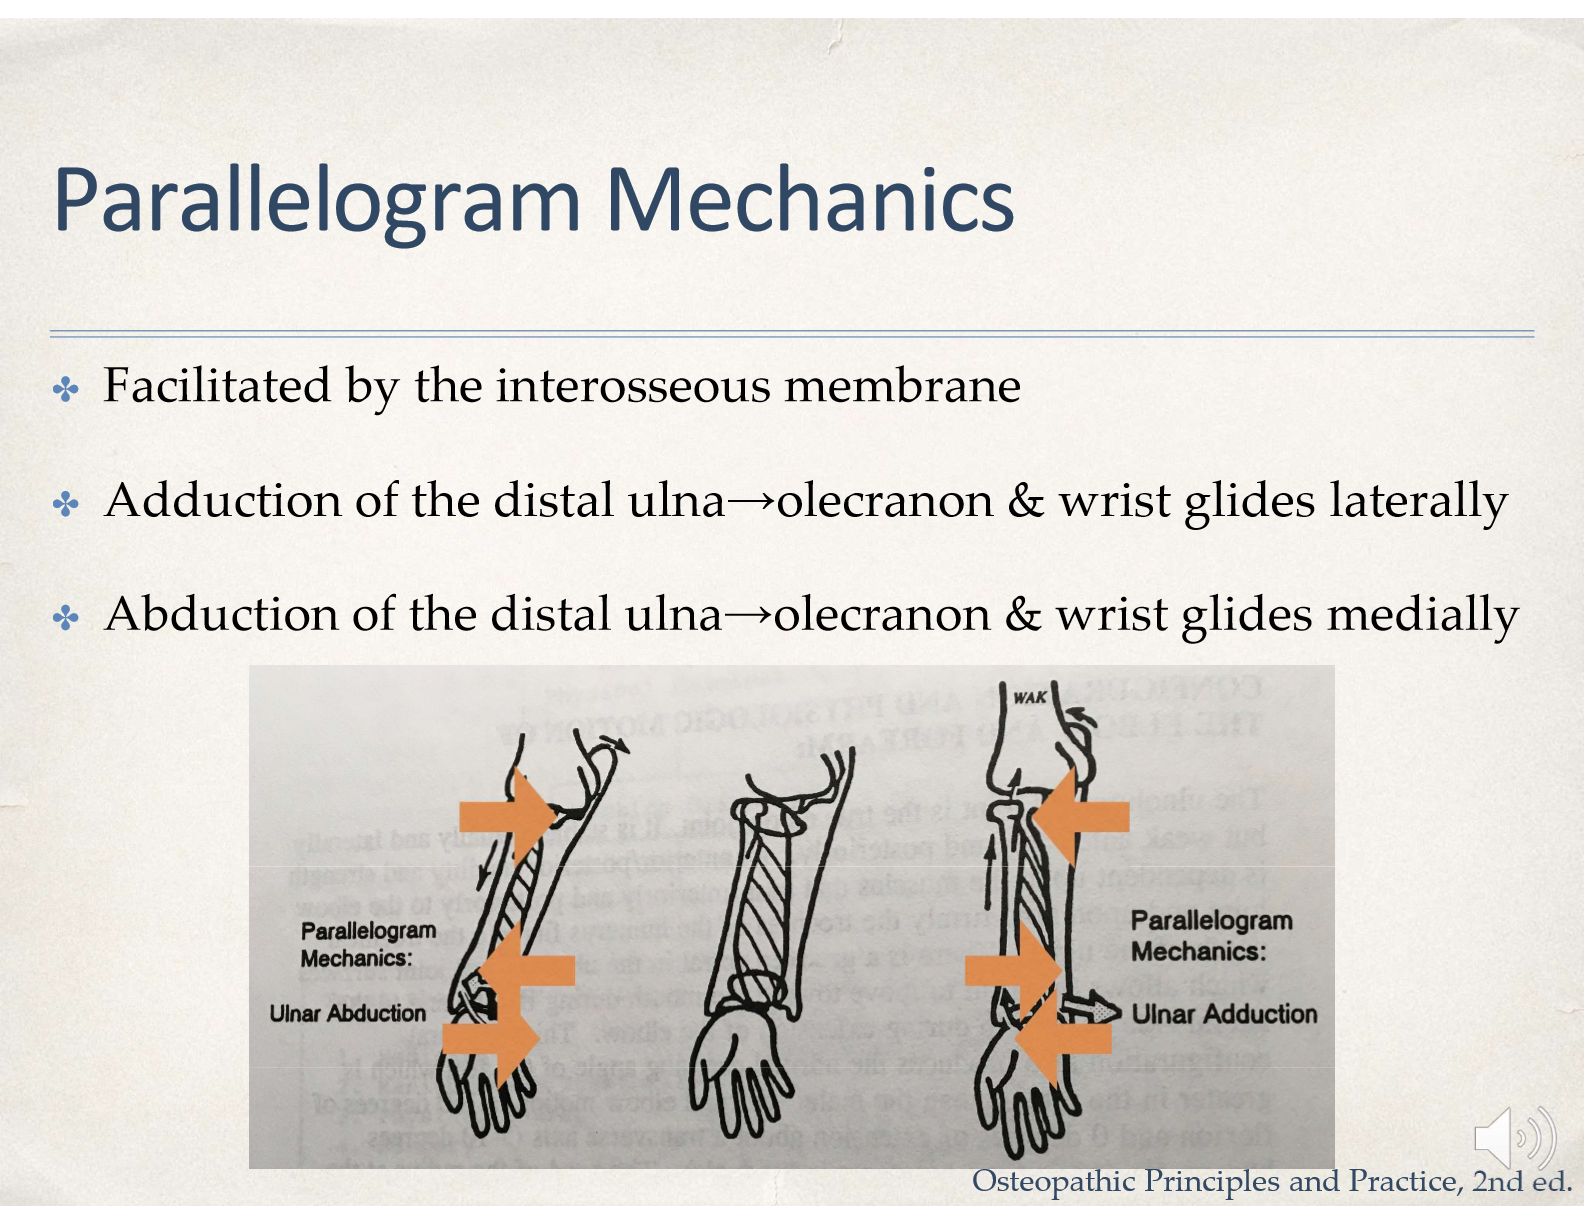 Parallelogram Mechanics
Facilitated by the interosseous membrane
Adduction of the distal ulna→olecranon & wrist glides laterally
Abduction of the distal ulna→olecranon & wrist glides medially
WAK
Parallelogram
Mechanics:
Ulnar Abduction
Parallelogram
Mechanics:
Ulnar Adduction
Osteopathic Principles and Practice, 2nd ed.